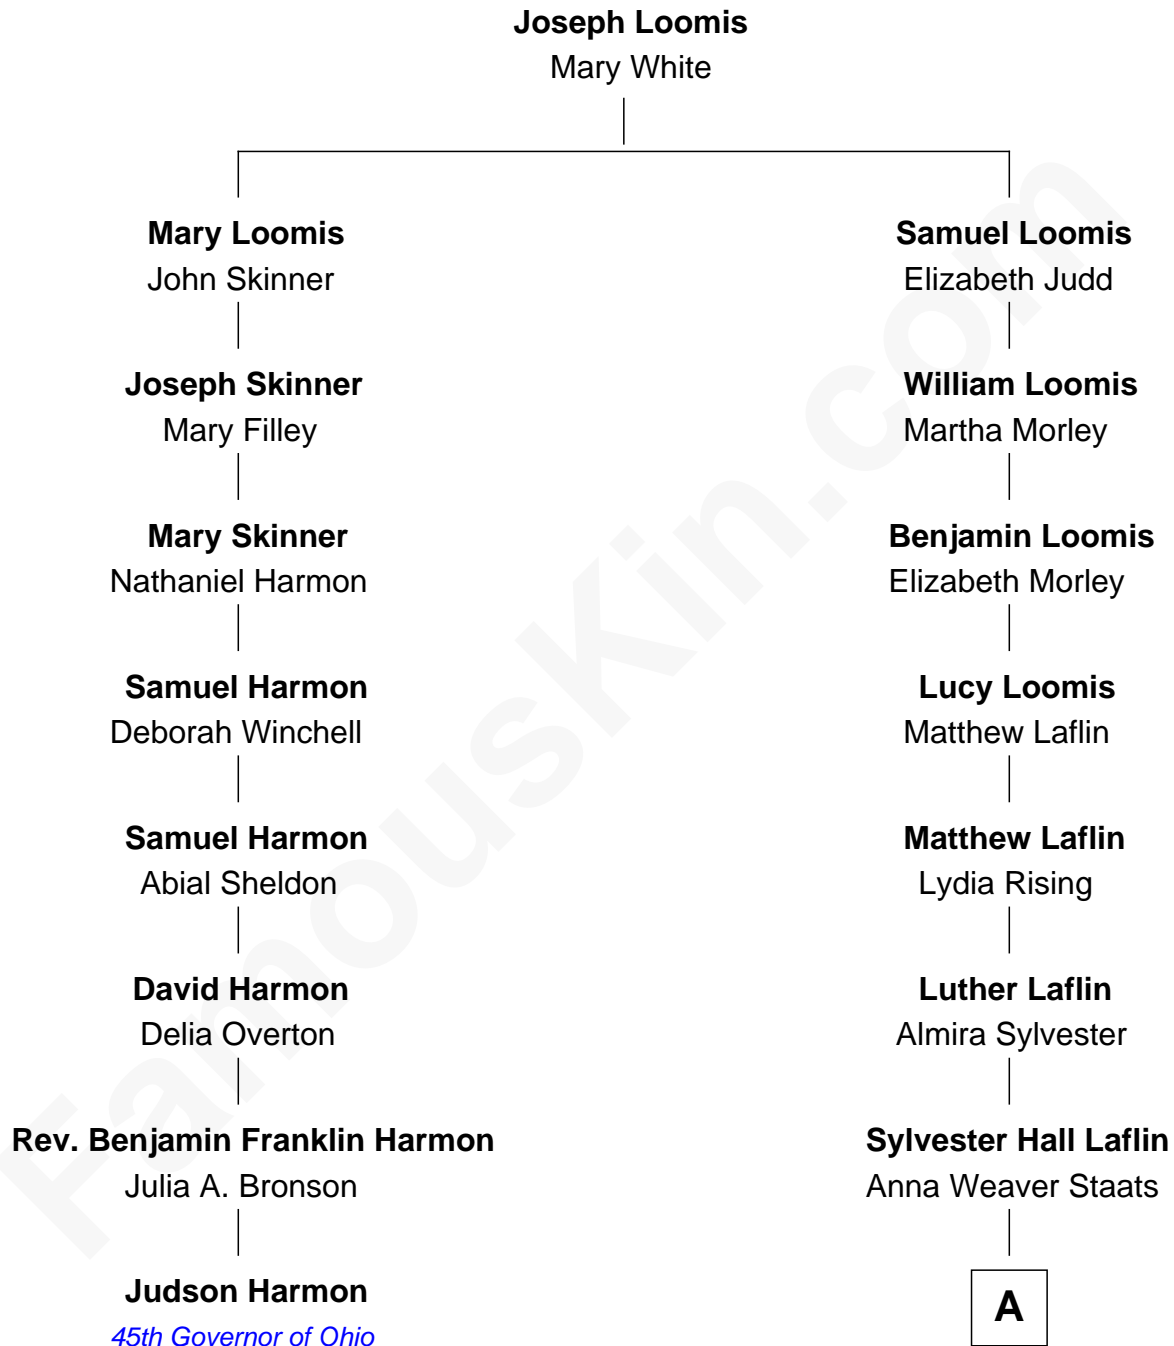 Joseph Loomis
Mary White
Mary Loomis
John Skinner
Samuel Loomis
Elizabeth Judd
Joseph Skinner
Mary Filley
William Loomis
Martha Morley
Mary Skinner
Nathaniel Harmon
Benjamin Loomis
Elizabeth Morley
Samuel Harmon
Deborah Winchell
Lucy Loomis
Matthew Laflin
Samuel Harmon
Abial Sheldon
Matthew Laflin
Lydia Rising
David Harmon
Delia Overton
Luther Laflin
Almira Sylvester
Rev. Benjamin Franklin Harmon
Julia A. Bronson
Sylvester Hall Laflin
Anna Weaver Staats
Judson Harmon
45th Governor of Ohio
A
FamousKin.com